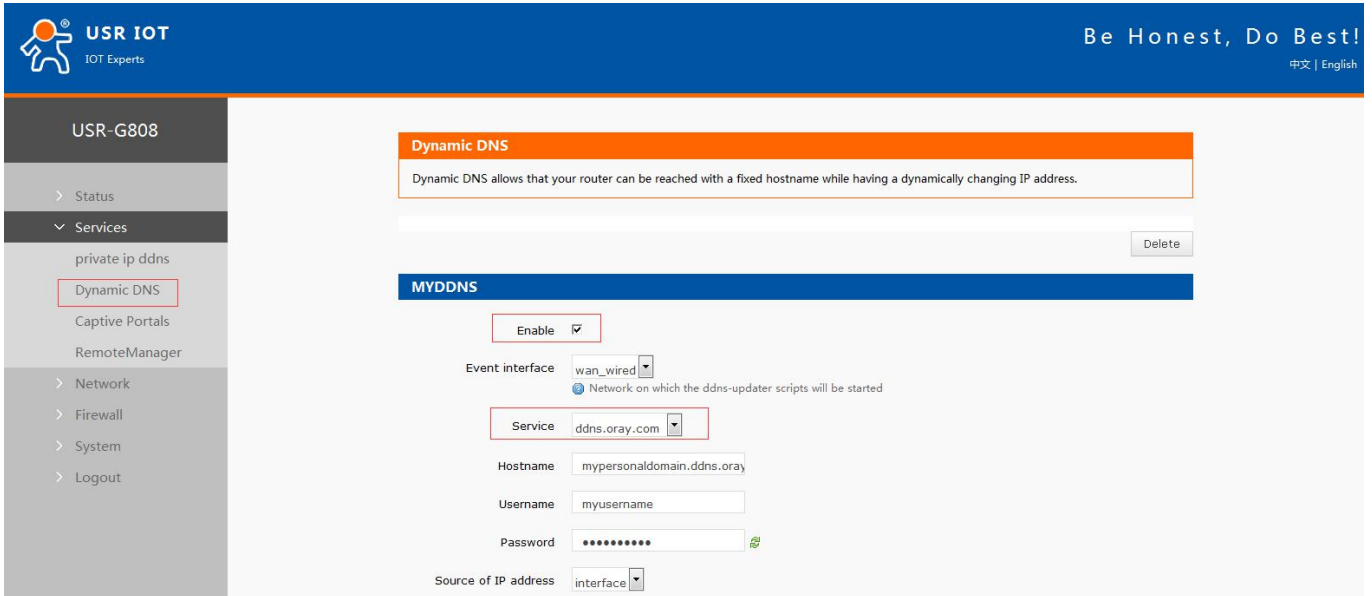 USR IOT
IOT Experts
®
Be Honest, Do Best!
中文 | English
USR-G808
Status
Services
private ip ddns
Dynamic DNS
Captive Portals
RemoteManager
Network
Firewall
System
Logout
Dynamic DNS
Dynamic DNS allows that your router can be reached with a fixed hostname while having a dynamically changing IP address.
Delete
MYDDNS
Enable
Event interface wan_wired
Network on which the ddns-updater scripts will be started
Service ddns.oray.com
Hostname mypersonaldomain.ddns.oray
Username myusername
Password ••••••••••
Source of IP address interface